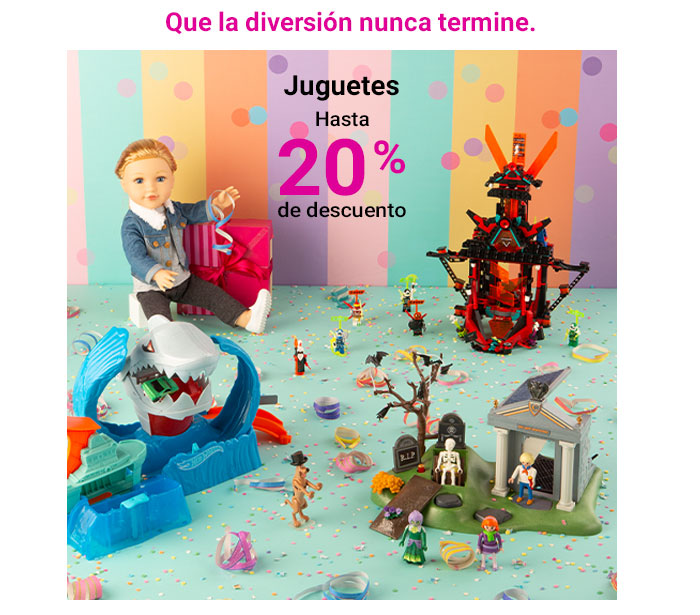 Que la diversión nunca termine.
Juguetes
Hasta
20%
de descuento
R.I.P